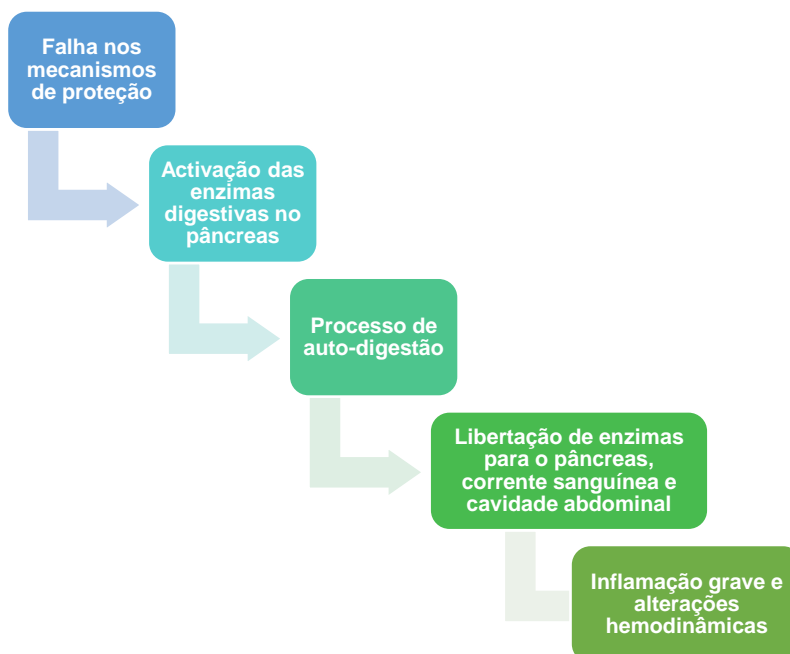 Falha nos
mecanismos
de proteção
Activação das
enzimas
digestivas no
pâncreas
Processo de
auto-digestão
Libertação de enzimas
para o pâncreas,
corrente sanguínea e
cavidade abdominal
Inflamação grave e
alterações
hemodinâmicas